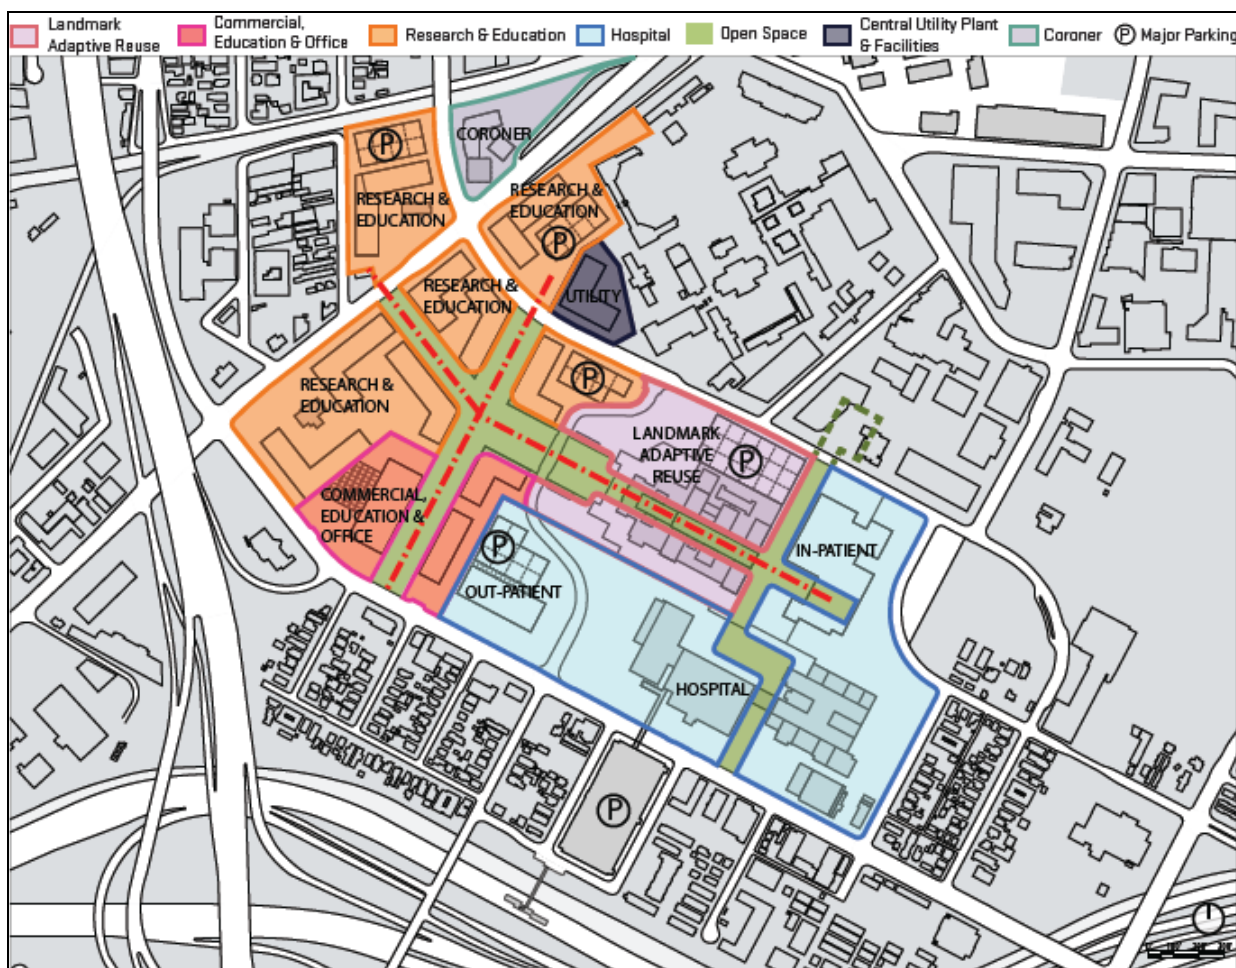 Landmark
Adaptive Reuse
Commercial,
Education & Office
Research & Education
Hospital
Open Space
Central Utility Plant
& Facilities
Coroner
P Major Parking
CORONER
P
RESEARCH &
EDUCATION
RESEARCH &
EDUCATION
P
RESEARCH &
EDUCATION
UTILITY
RESEARCH &
EDUCATION
P
LANDMARK
ADAPTIVE
REUSE
P
COMMERCIAL,
EDUCATION &
OFFICE
P
OUT-PATIENT
IN-PATIENT
HOSPITAL
P